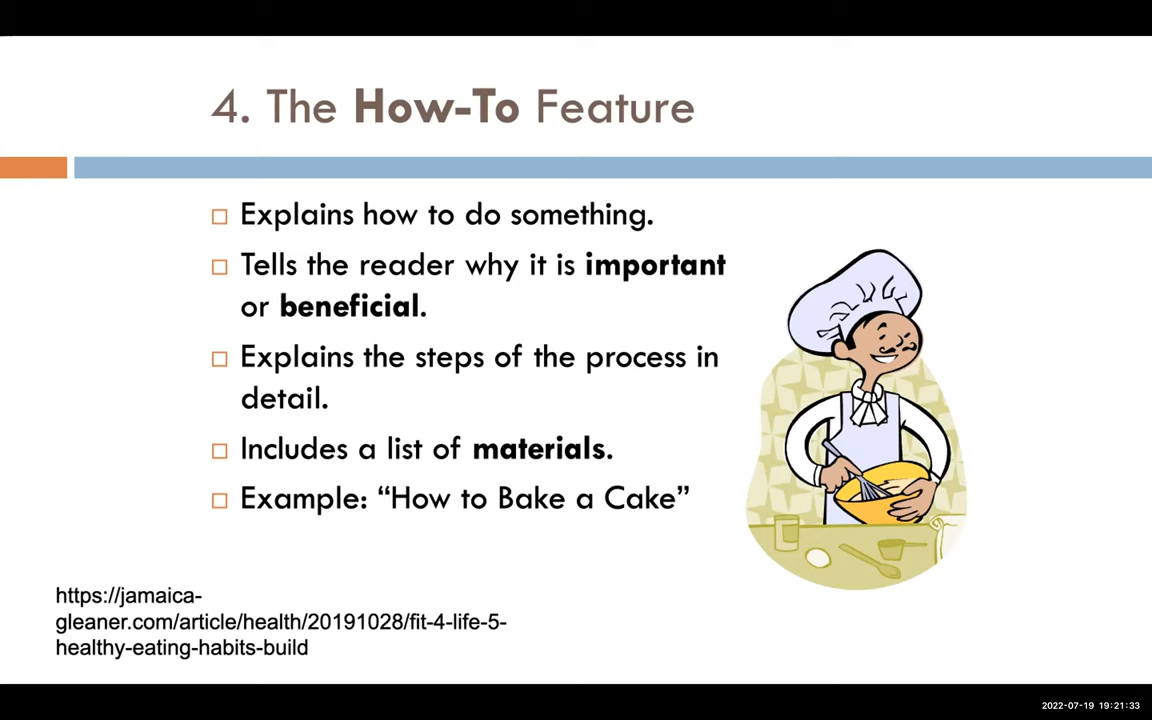 4. The How-To Feature
Explains how to do something.
Tells the reader why it is important
or beneficial.
Explains the steps of the process in
detail.
Includes a list of materials.
Example: “How to Bake a Cake”
https://jamaica-
gleaner.com/article/health/20191028/fit-4-life-5-
healthy-eating-habits-build
2022-07-19 19:21:33